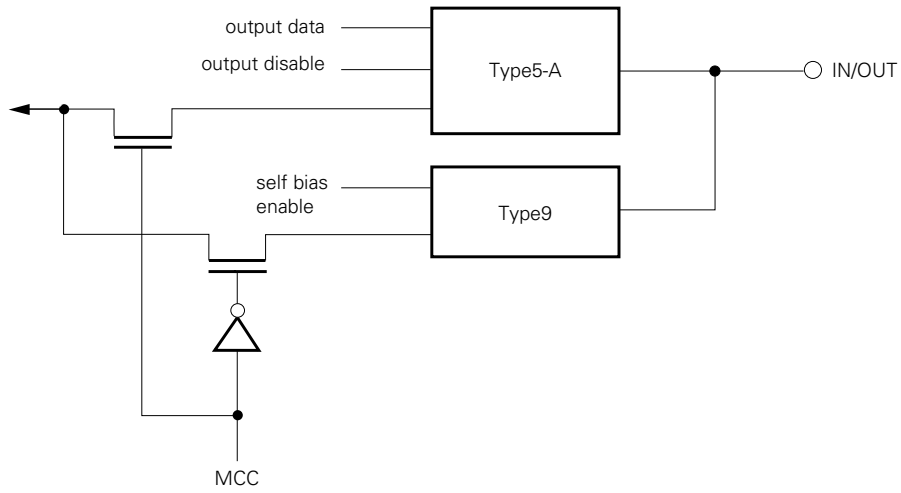 output data
output disable
Type5-A
IN/OUT
self bias
enable
Type9
MCC